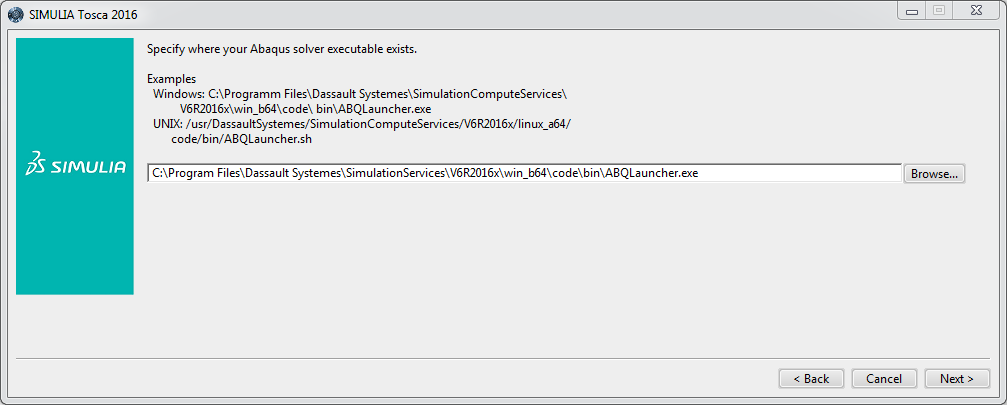 SIMULIA Tosca 2016
Specify where your Abaqus solver executable exists.
Examples
Windows: C:\Programm Files\Dassault Systemes\SimulationComputeServices\
V6R2016x\win_b64\code\ bin\ABQLauncher.exe
UNIX: /usr/DassaultSystemes/SimulationComputeServices/V6R2016x/linux_a64/
code/bin/ABQLauncher.sh
SIMULIA
C:\Program Files\Dassault Systemes\SimulationServices\V6R2016x\win_b64\code\bin\ABQLauncher.exe Browse...
< Back Cancel Next >